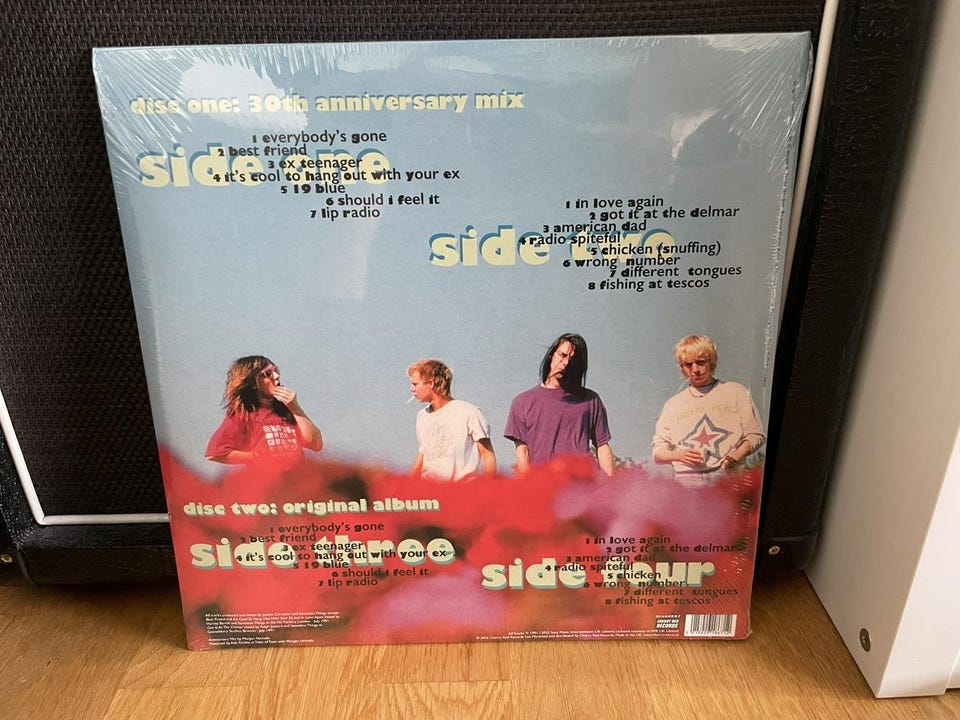 disc one: 30th anniversary mix
side one
1 everybody's gone
2 best friend
3 ex teenager
4 it's cool to hang out with your ex
5 19 blue
6 should i feel it
7 lip radio
side two
1 in love again
2 got it at the delmar
3 american dad
4 radio spiteful
5 chicken (snuffing)
6 wrong number
7 different tongues
8 fishing at tescos
disc two: original album
side three
1 everybody's gone
2 best friend
3 ex teenager
4 it's cool to hang out with your ex
5 19 blue
6 should i feel it
7 lip radio
side four
1 in love again
2 got it at the delmar
3 american dad
4 radio spiteful
5 chicken
6 wrong number
7 different tongues
8 fishing at tescos
CHERRY RED
RECORDS